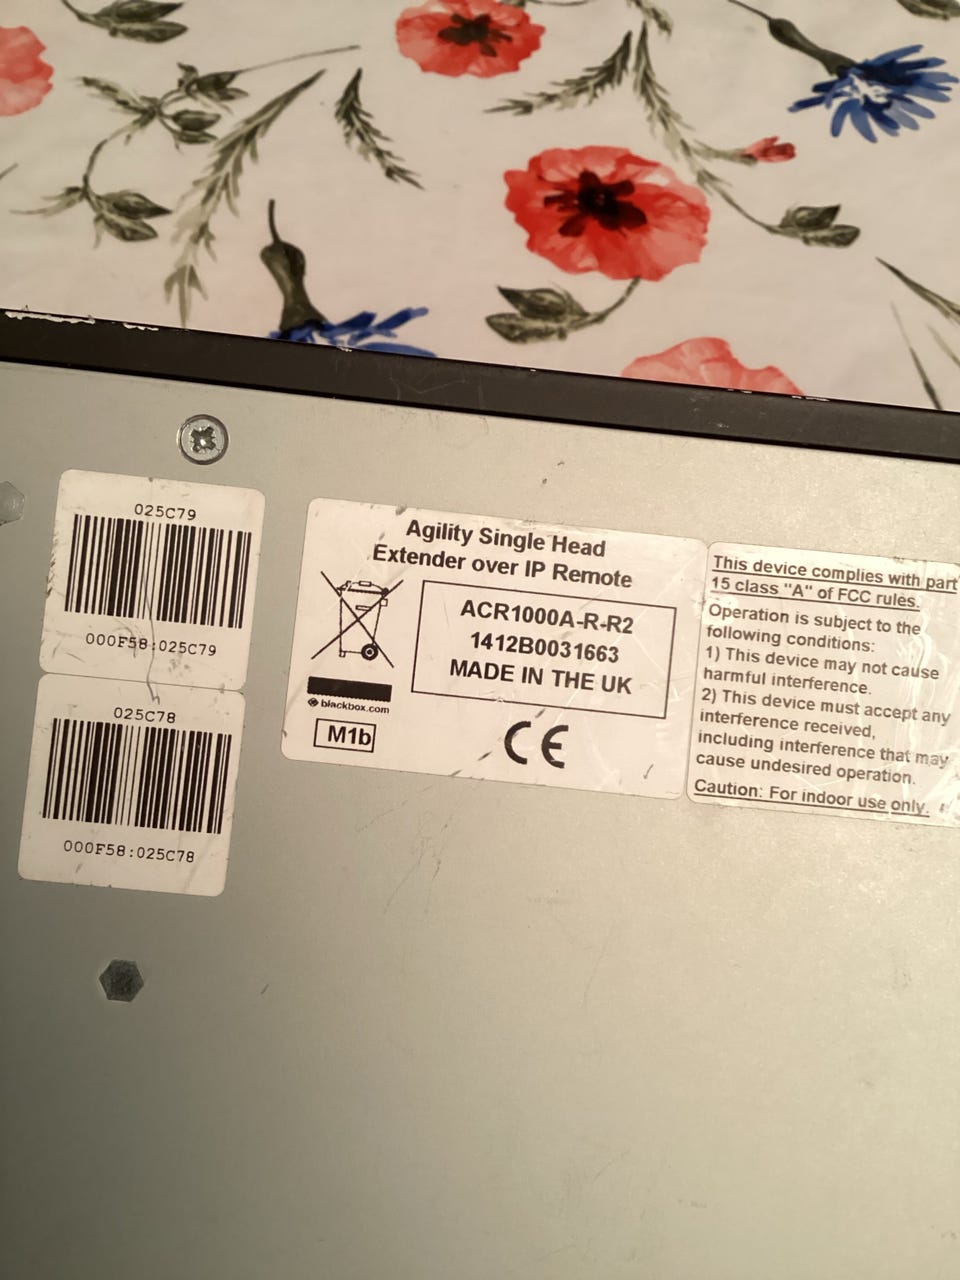 025C79
000F58:025C79
025C78
000F58:025C78
Agility Single Head
Extender over IP Remote
ACR1000A-R-R2
1412B0031663
MADE IN THE UK
blackbox.com
M1b
CE
This device complies with part
15 class "A" of FCC rules.
Operation is subject to the
following conditions:
1) This device may not cause
harmful interference.
2) This device must accept any
interference received,
including interference that may
cause undesired operation.
Caution: For indoor use only.